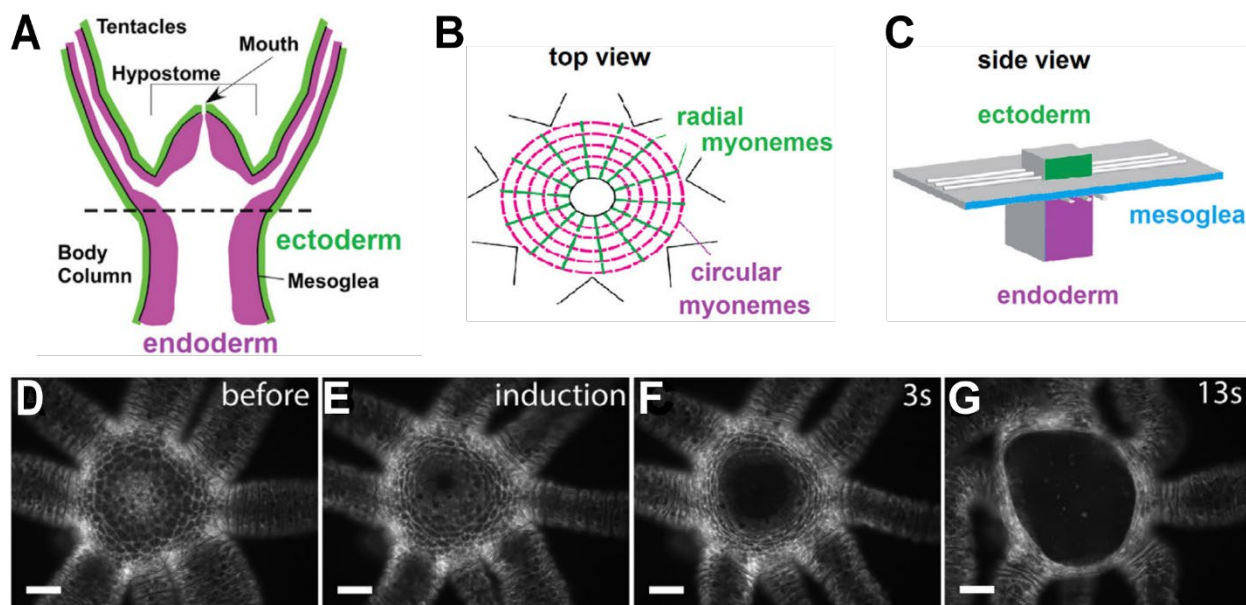 A
Tentacles
Mouth
Hypostome
ectoderm
Body
Column
Mesoglea
endoderm
B
top view
radial
myonemes
circular
myonemes
C
side view
ectoderm
mesoglea
endoderm
D
before
E
induction
F
3s
G
13s